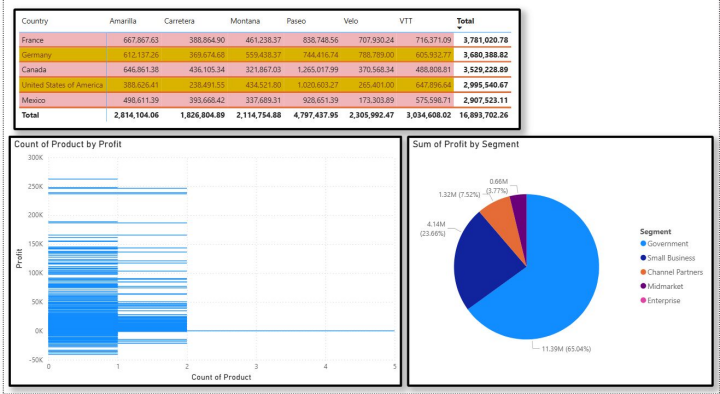 Country Amarilla Carretera Montana Paseo Velo VTT Total
France 667,867.63 388,864.90 461,238.37 838,748.56 707,930.24 716,371.09 3,781,020.78
Germany 612,137.26 369,674.68 559,438.37 744,416.74 788,789.00 605,932.77 3,680,388.82
Canada 646,861.38 436,105.34 321,867.03 1,265,017.99 370,568.34 488,808.81 3,529,228.89
United States of America 388,626.41 238,491.55 434,521.80 1,020,603.27 265,401.00 647,896.64 2,995,540.67
Mexico 498,611.39 393,668.42 337,689.31 928,651.39 173,303.89 575,598.71 2,907,523.11
Total 2,814,104.06 1,826,804.89 2,114,754.88 4,797,437.95 2,305,992.47 3,034,608.02 16,893,702.26
Count of Product by Profit
300K
250K
200K
150K
100K
50K
0K
-50K
Profit
0 1 2 3 4 5
Count of Product
Sum of Profit by Segment
0.66M
(3.77%)
1.32M (7.52%)
4.14M
(23.66%)
11.39M (65.04%)
Segment
Government
Small Business
Channel Partners
Midmarket
Enterprise